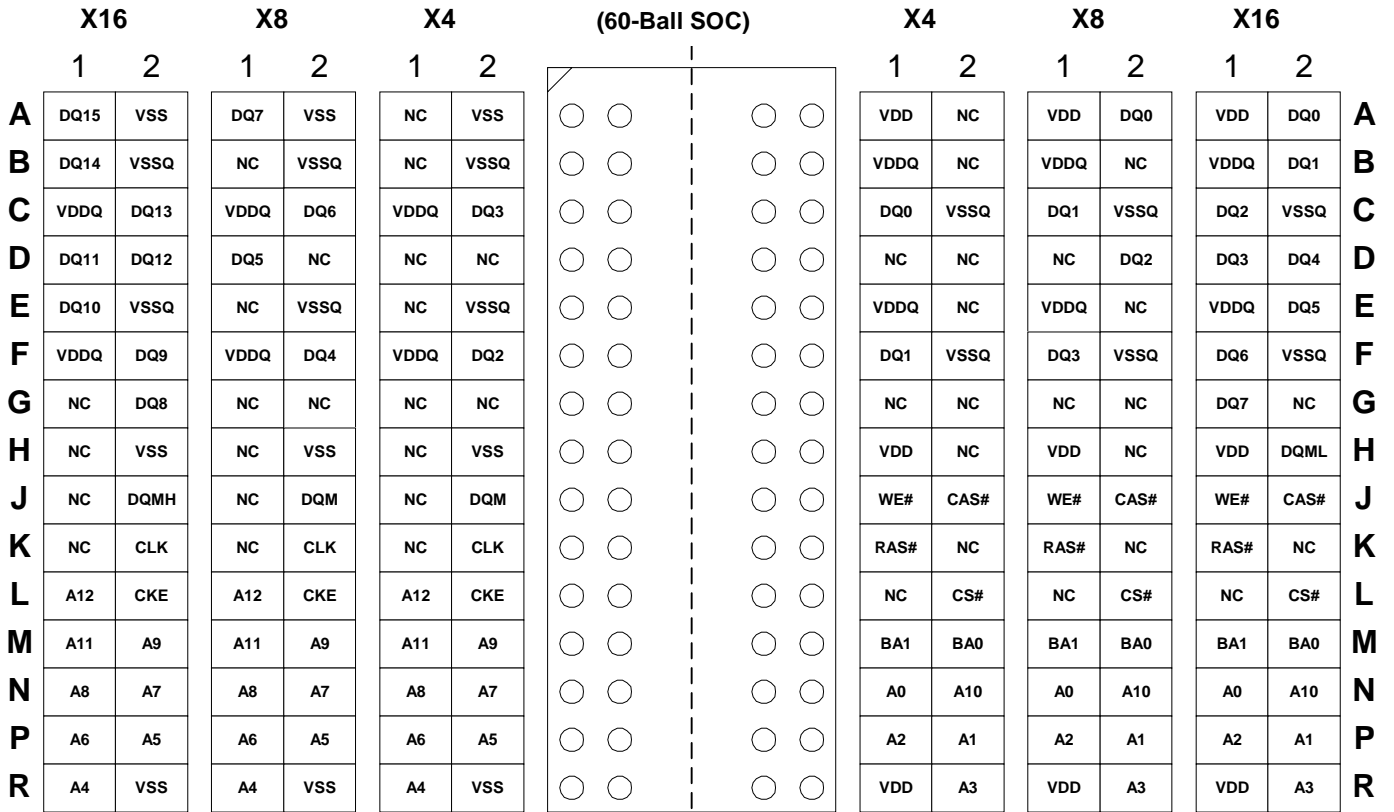 X16 X8 X4 (60-Ball SOC) X4 X8 X16
1 2 1 2 1 2 1 2 1 2 1 2
A DQ15 VSS DQ7 VSS NC VSS VDD NC VDD DQ0 VDD DQ0 A
B DQ14 VSSQ NC VSSQ NC VSSQ VDDQ NC VDDQ NC VDDQ DQ1 B
C VDDQ DQ13 VDDQ DQ6 VDDQ DQ3 DQ0 VSSQ DQ1 VSSQ DQ2 VSSQ C
D DQ11 DQ12 DQ5 NC NC NC NC NC NC DQ2 DQ3 DQ4 D
E DQ10 VSSQ NC VSSQ NC VSSQ VDDQ NC VDDQ NC VDDQ DQ5 E
F VDDQ DQ9 VDDQ DQ4 VDDQ DQ2 DQ1 VSSQ DQ3 VSSQ DQ6 VSSQ F
G NC DQ8 NC NC NC NC NC NC NC NC DQ7 NC G
H NC VSS NC VSS NC VSS VDD NC VDD NC VDD DQML H
J NC DQMH NC DQM NC DQM WE# CAS# WE# CAS# WE# CAS# J
K NC CLK NC CLK NC CLK RAS# NC RAS# NC RAS# NC K
L A12 CKE A12 CKE A12 CKE NC CS# NC CS# NC CS# L
M A11 A9 A11 A9 A11 A9 BA1 BA0 BA1 BA0 BA1 BA0 M
N A8 A7 A8 A7 A8 A7 A0 A10 A0 A10 A0 A10 N
P A6 A5 A6 A5 A6 A5 A2 A1 A2 A1 A2 A1 P
R A4 VSS A4 VSS A4 VSS VDD A3 VDD A3 VDD A3 R